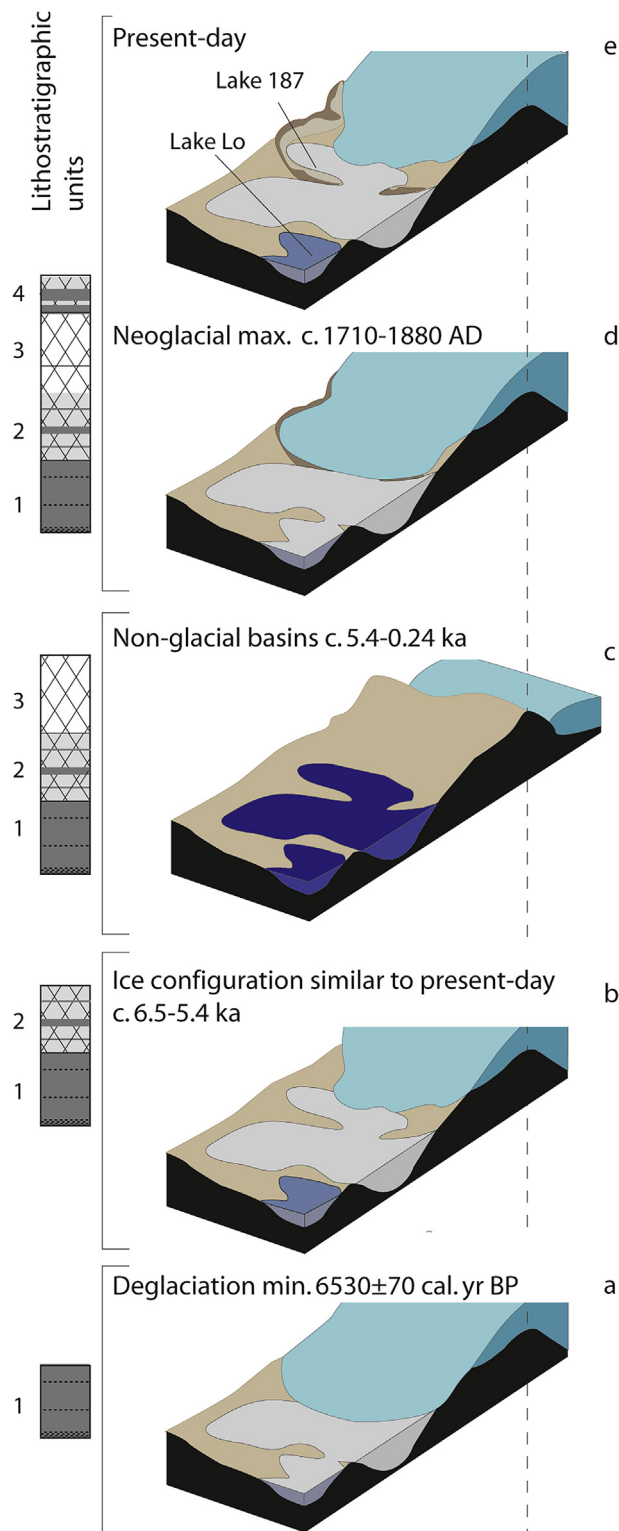 Lithostratigraphic
units
Present-day
e
Lake 187
Lake Lo
4
3
2
1
Neoglacial max. c. 1710-1880 AD
d
Non-glacial basins c. 5.4-0.24 ka
c
3
2
1
Ice configuration similar to present-day
c. 6.5-5.4 ka
b
2
1
Deglaciation min. 6530±70 cal. yr BP
a
1